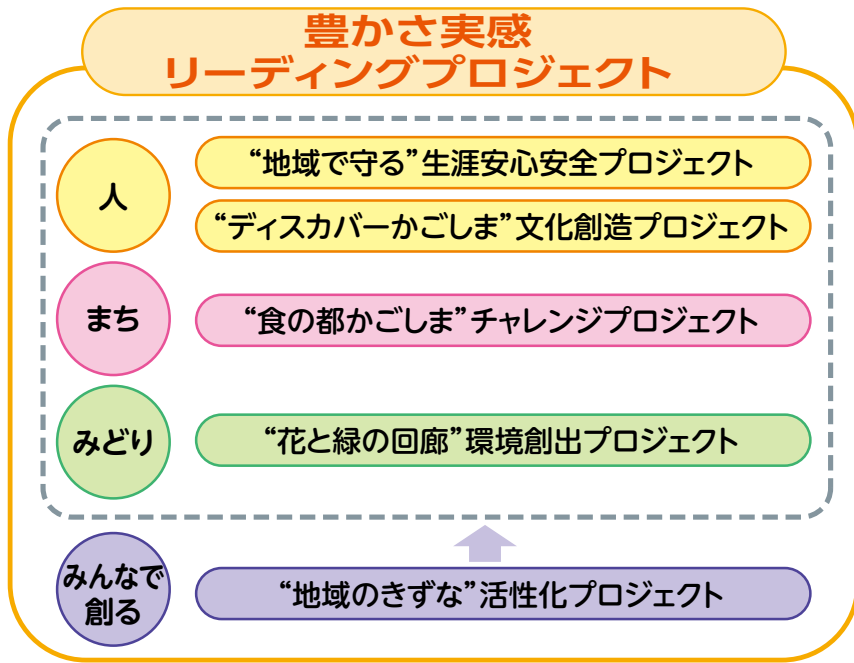 豊かさ実感
リーディングプロジェクト
人
“地域で守る”生涯安心安全プロジェクト
“ディスカバーかごしま”文化創造プロジェクト
まち
“食の都かごしま”チャレンジプロジェクト
みどり
“花と緑の回廊”環境創出プロジェクト
みんなで
創る
“地域のきずな”活性化プロジェクト